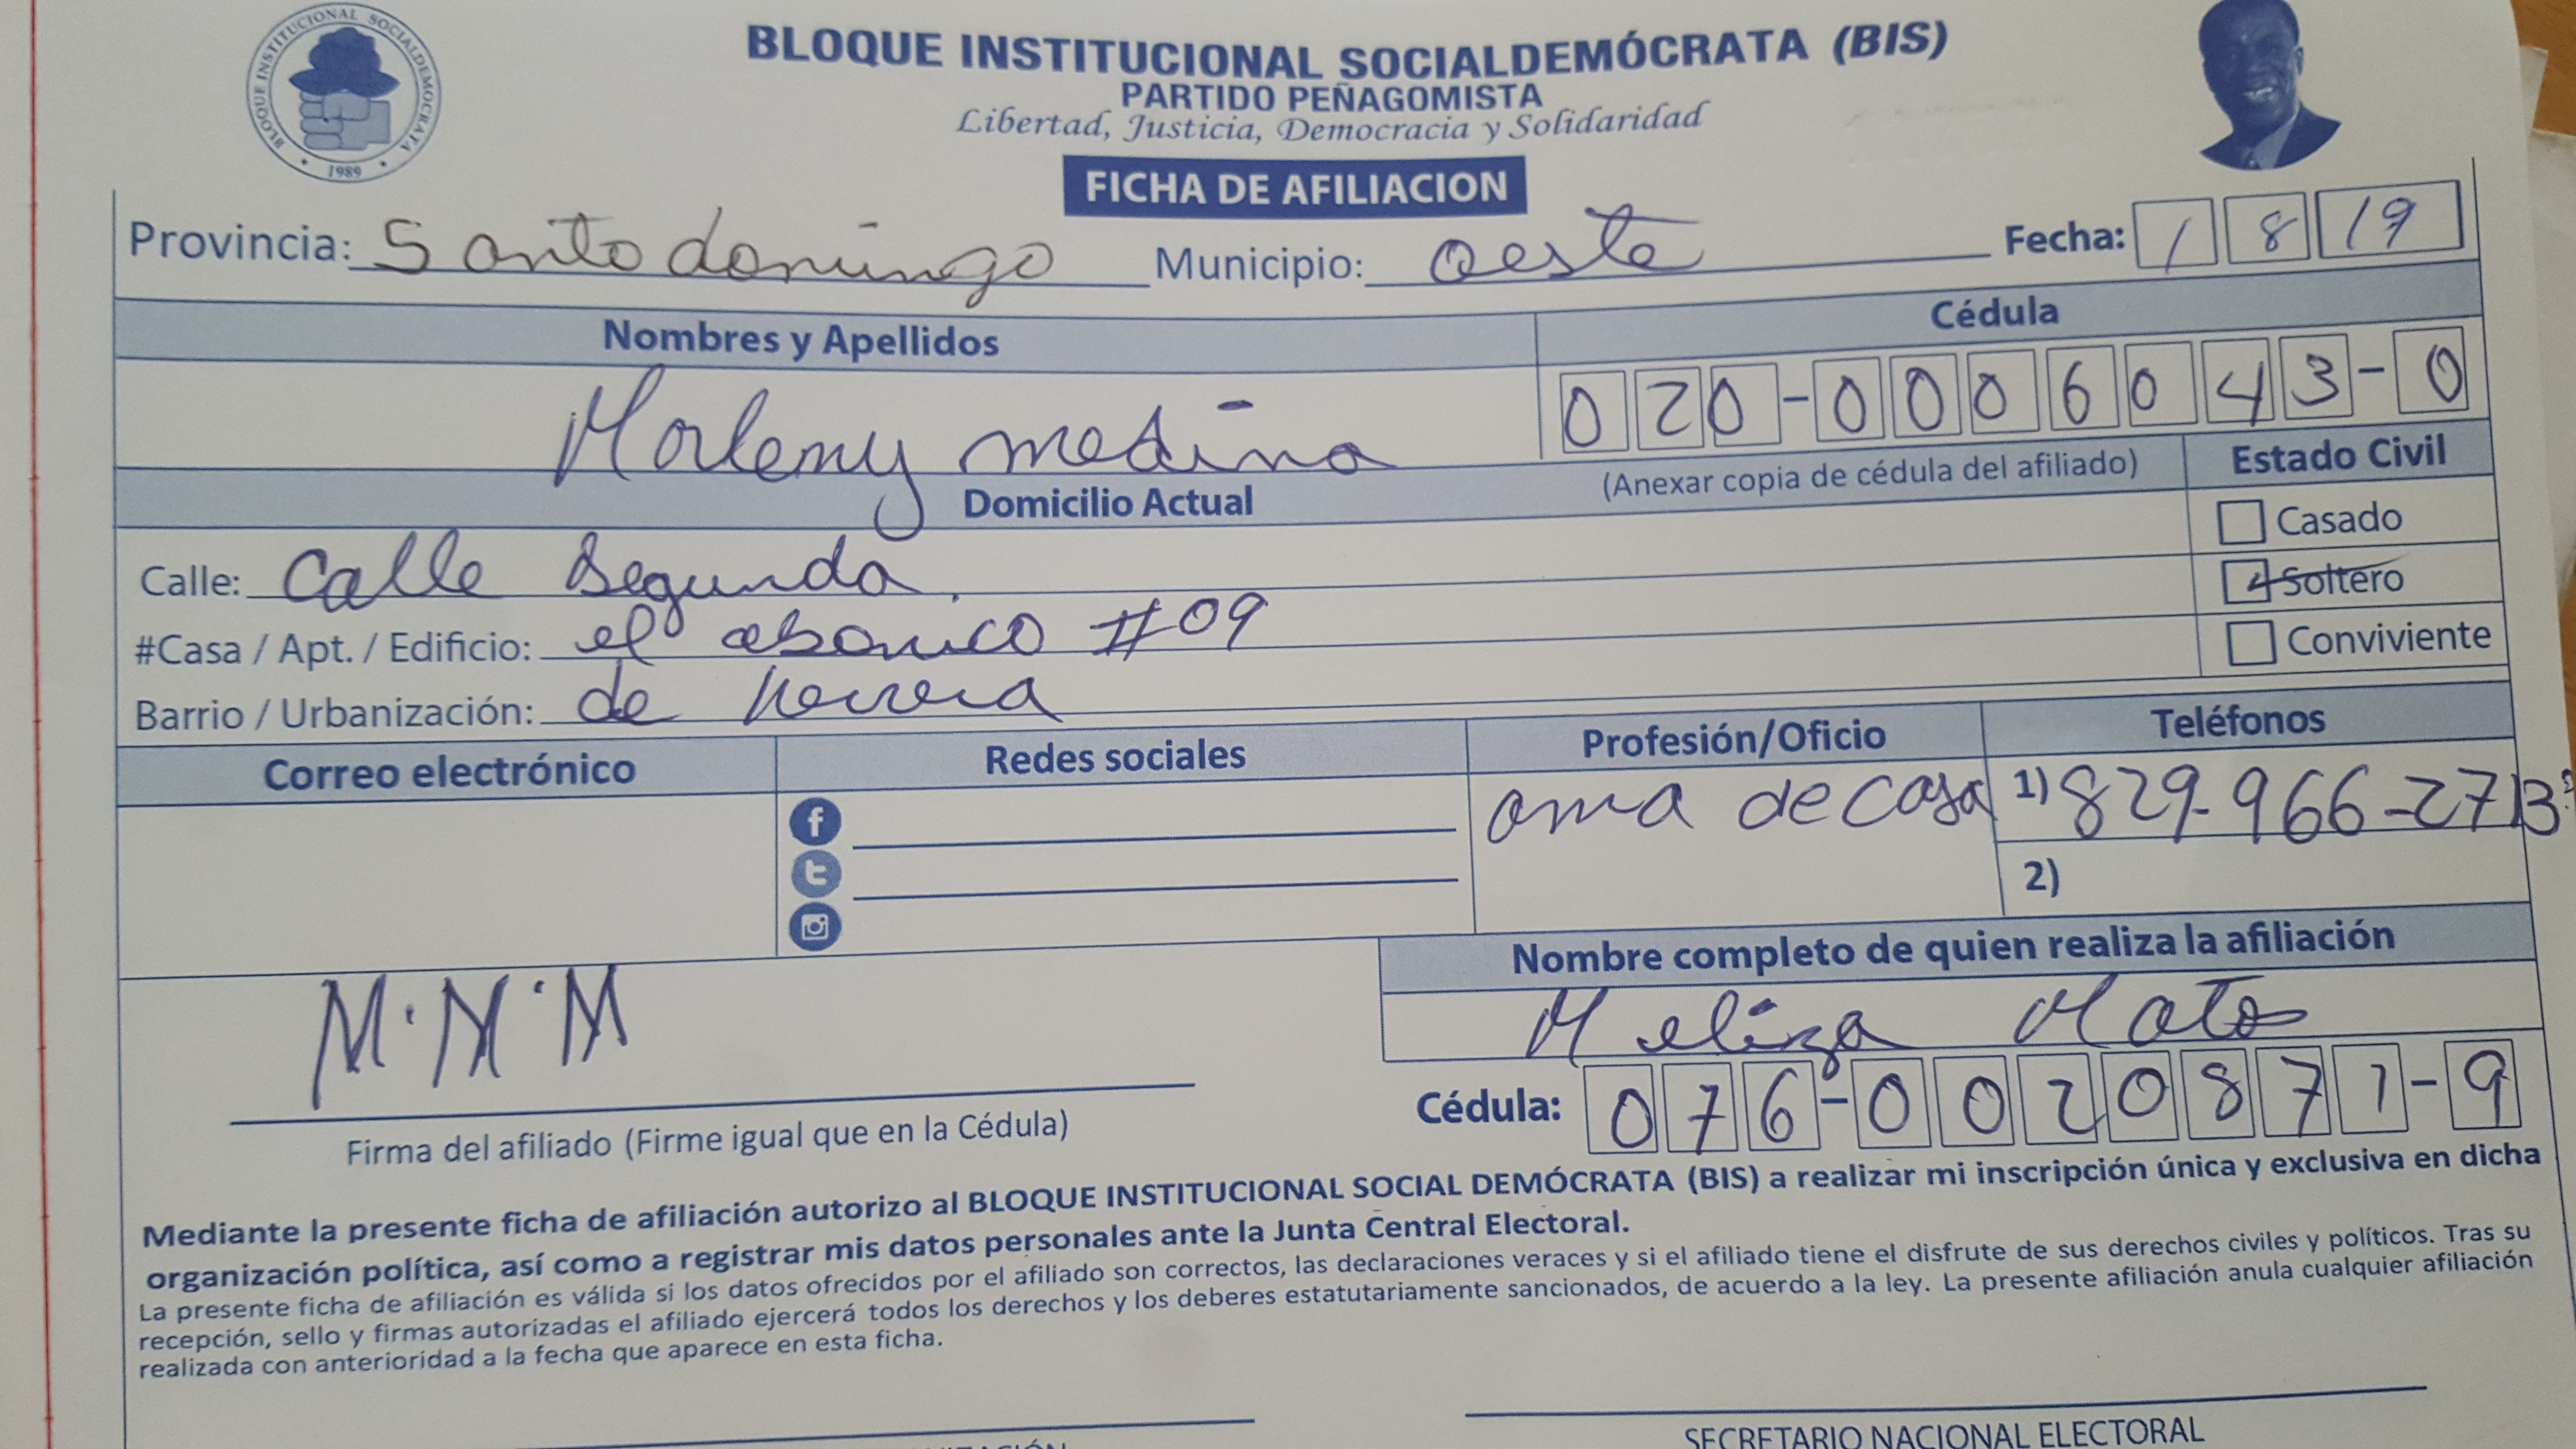 BLOQUE INSTITUCIONAL SOCIALDEMOCRATA
1989
BLOQUE INSTITUCIONAL SOCIALDEMÓCRATA (BIS)
PARTIDO PEÑAGOMISTA
Libertad, Justicia, Democracia y Solidaridad
FICHA DE AFILIACION
Provincia: Santo domingo Municipio: oeste Fecha: 1 8 19
Nombres y Apellidos Cédula
Morlemy medina 020-0006043-0
(Anexar copia de cédula del afiliado) Estado Civil
Domicilio Actual
Casado
Calle: Calle Segunda.
Soltero
#Casa / Apt. / Edificio: el abanico #09
Conviviente
Barrio / Urbanización: de herrera
Correo electrónico Redes sociales Profesión/Oficio Teléfonos
ama de casa 1) 829-966-2713
2)
Nombre completo de quien realiza la afiliación
M.M.M Meliza Matos
Cédula: 076-0020871-9
Firma del afiliado (Firme igual que en la Cédula)
Mediante la presente ficha de afiliación autorizo al BLOQUE INSTITUCIONAL SOCIAL DEMÓCRATA (BIS) a realizar mi inscripción única y exclusiva en dicha
organización política, así como a registrar mis datos personales ante la Junta Central Electoral.
La presente ficha de afiliación es válida si los datos ofrecidos por el afiliado son correctos, las declaraciones veraces y si el afiliado tiene el disfrute de sus derechos civiles y políticos. Tras su
recepción, sello y firmas autorizadas el afiliado ejercerá todos los derechos y los deberes estatutariamente sancionados, de acuerdo a la ley. La presente afiliación anula cualquier afiliación
realizada con anterioridad a la fecha que aparece en esta ficha.
SECRETARIO NACIONAL ELECTORAL